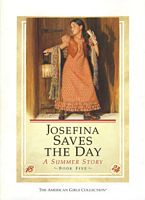 JOSEFINA
SAVES THE DAY
A SUMMER STORY
~ BOOK FIVE ~
THE AMERICAN GIRLS COLLECTION®